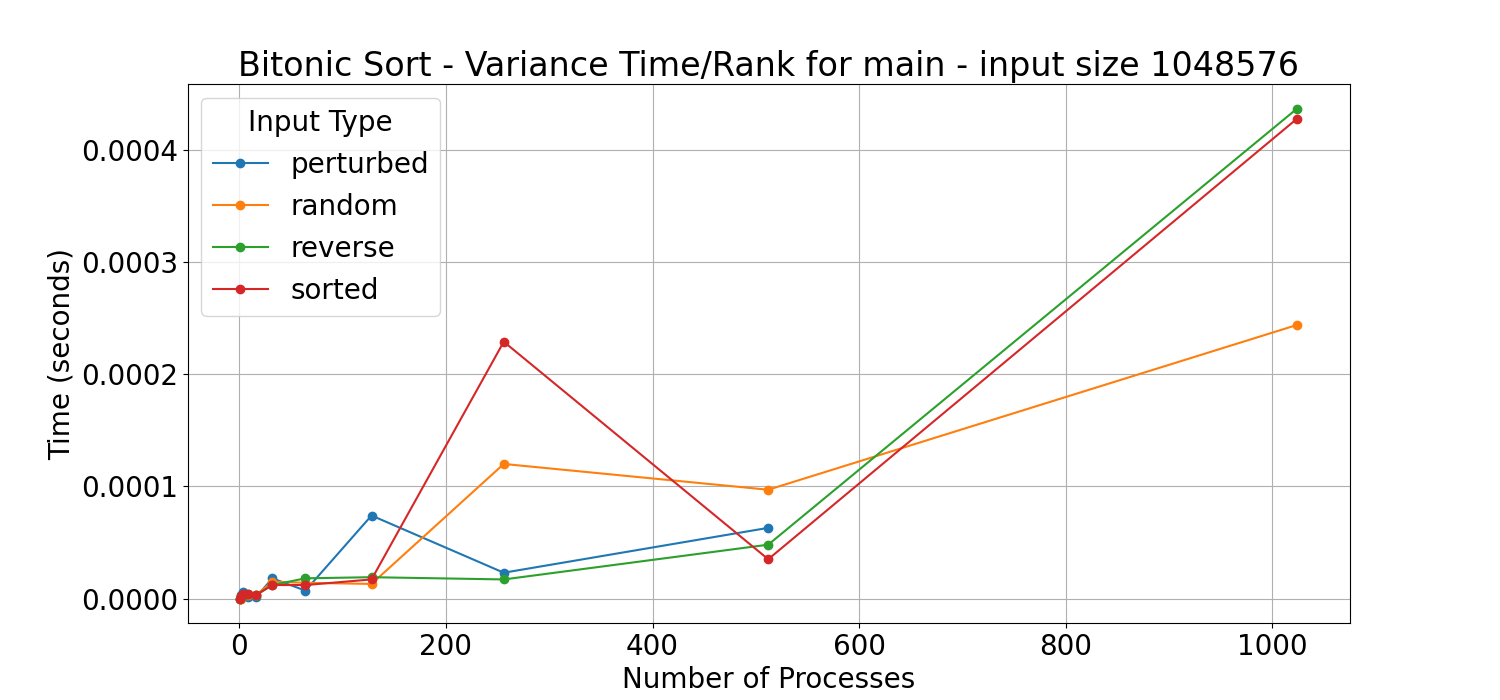 Bitonic Sort - Variance Time/Rank for main - input size 1048576
Input Type
perturbed
random
reverse
sorted
Time (seconds)
0.0004
0.0003
0.0002
0.0001
0.0000
0 200 400 600 800 1000
Number of Processes